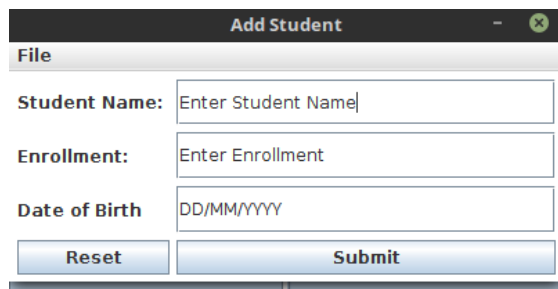 Add Student
File
Student Name: Enter Student Name
Enrollment: Enter Enrollment
Date of Birth DD/MM/YYYY
Reset Submit